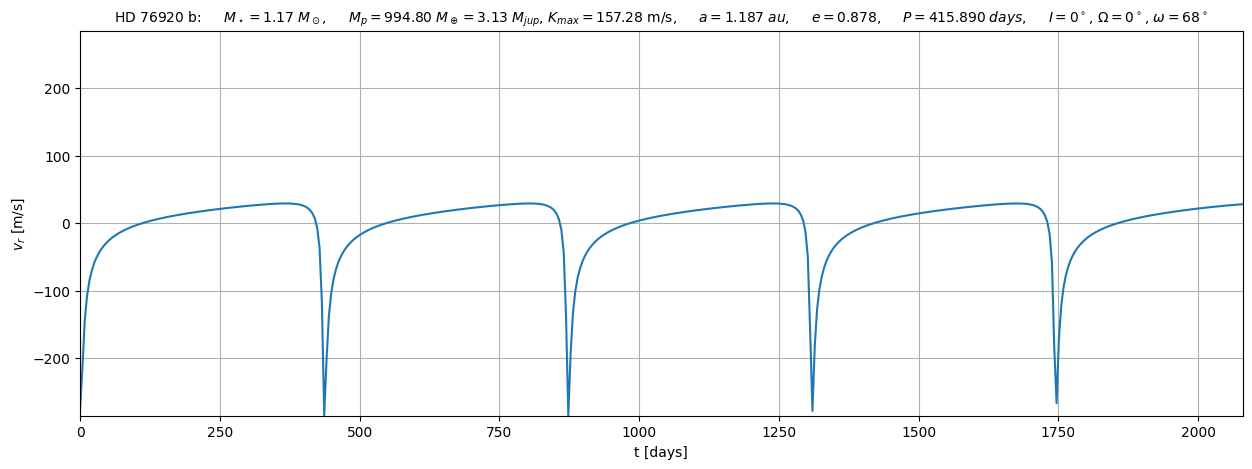 HD 76920 b: M⋆ = 1.17 M⊙, Mp = 994.80 M⊕ = 3.13 Mjup, Kmax = 157.28 m/s, a = 1.187 au, e = 0.878, P = 415.890 days, I = 0°, Ω = 0°, ω = 68°
200
100
0
−100
−200
vr [m/s]
0 250 500 750 1000 1250 1500 1750 2000
t [days]